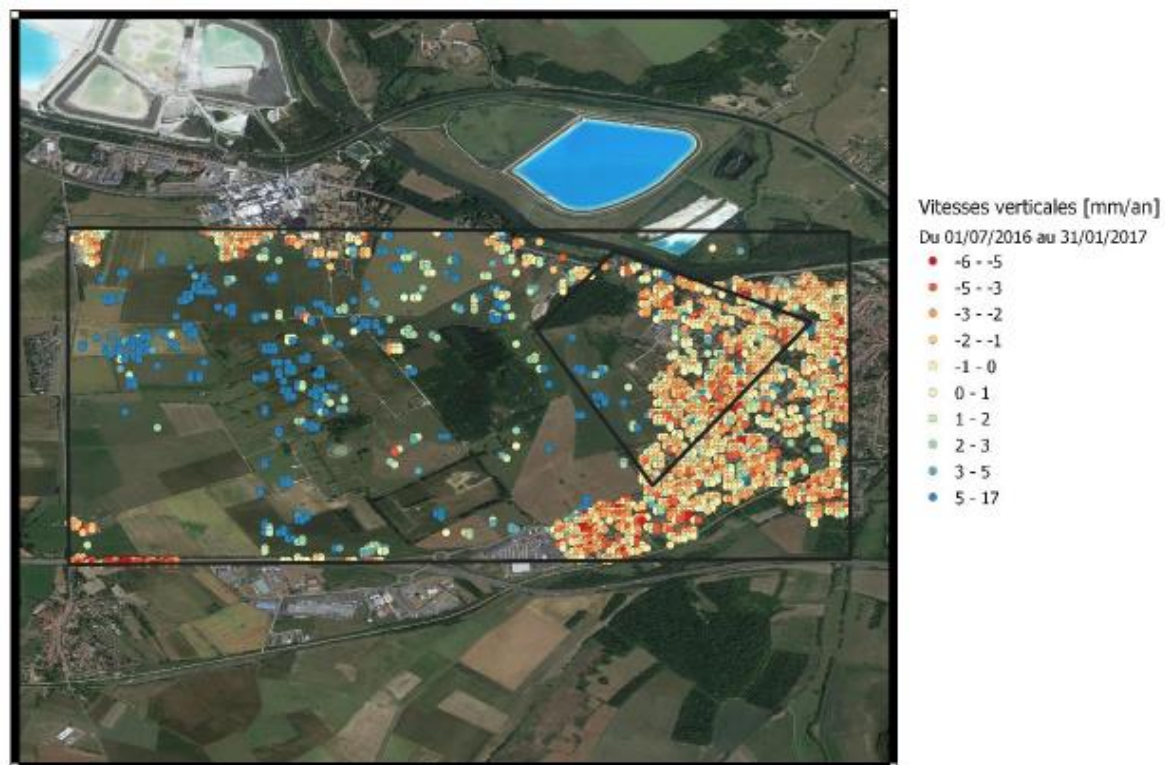 Vitesses verticales [mm/an]
Du 01/07/2016 au 31/01/2017
-6 - -5
-5 - -3
-3 - -2
-2 - -1
-1 - 0
0 - 1
1 - 2
2 - 3
3 - 5
5 - 17